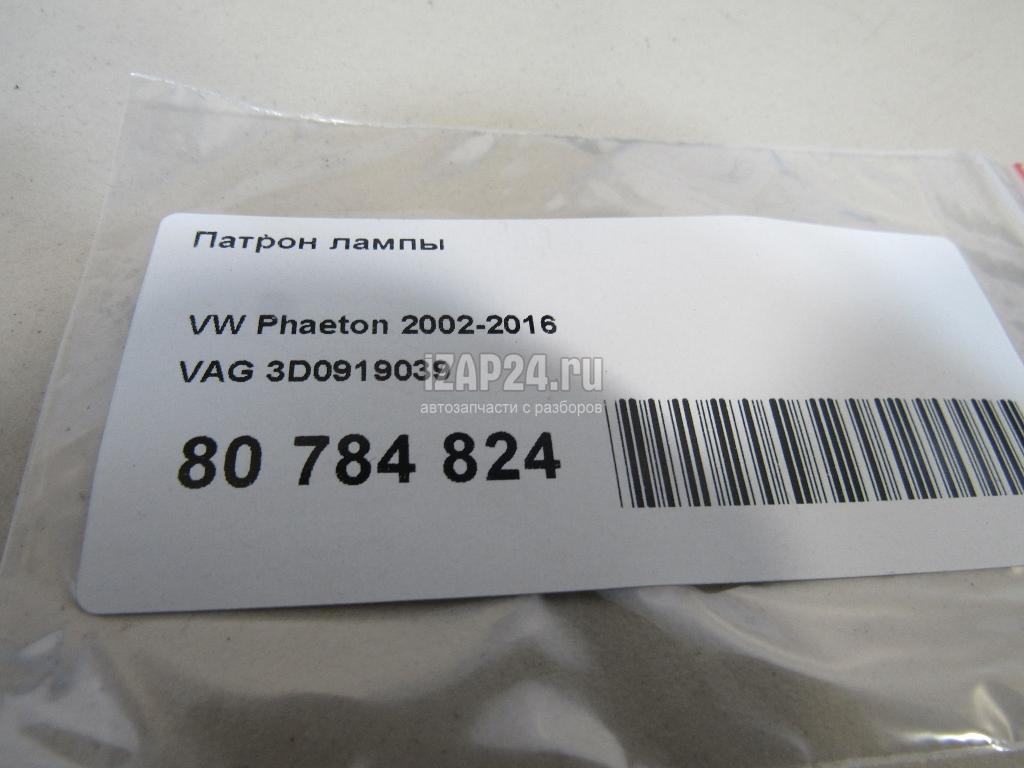 Патрон лампы
VW Phaeton 2002-2016
VAG 3D0919039
iZAP24.ru
автозапчасти с разборов
80 784 824